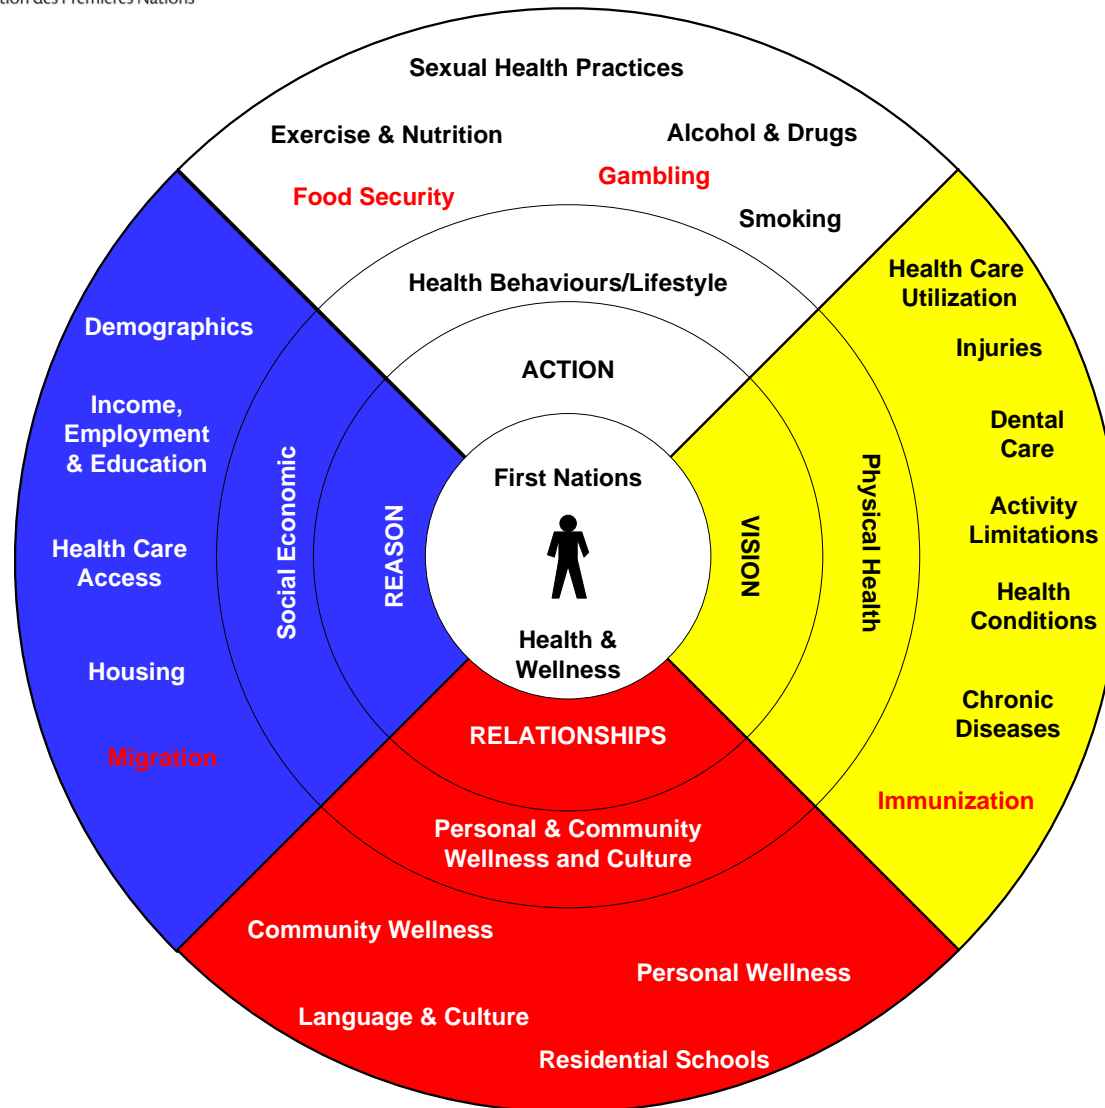 des Premières Nations
Sexual Health Practices
Exercise & Nutrition
Alcohol & Drugs
Food Security
Gambling
Smoking
Health Behaviours/Lifestyle
ACTION
Demographics
Income,
Employment
& Education
Health Care
Access
Housing
Migration
Social Economic
REASON
First Nations
Health &
Wellness
VISION
Physical Health
Health Care
Utilization
Injuries
Dental
Care
Activity
Limitations
Health
Conditions
Chronic
Diseases
Immunization
RELATIONSHIPS
Personal & Community
Wellness and Culture
Community Wellness
Personal Wellness
Language & Culture
Residential Schools